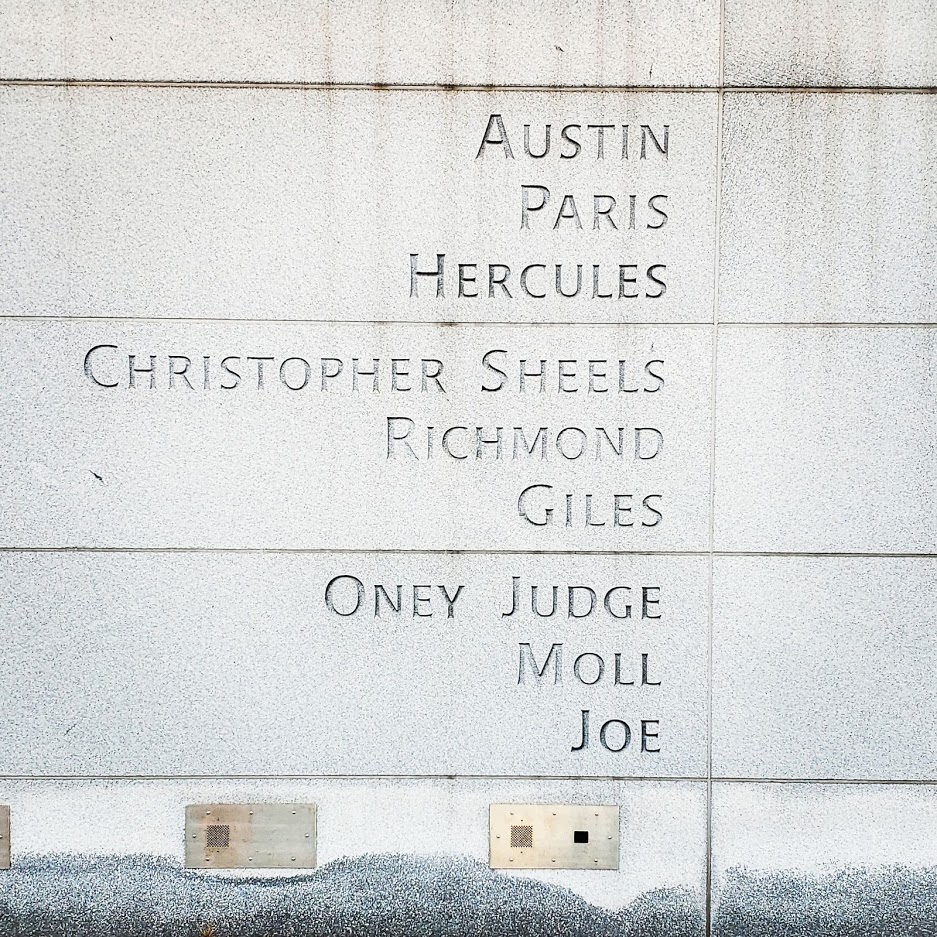 Austin
Paris
Hercules
Christopher Sheels
Richmond
Giles
Oney Judge
Moll
Joe